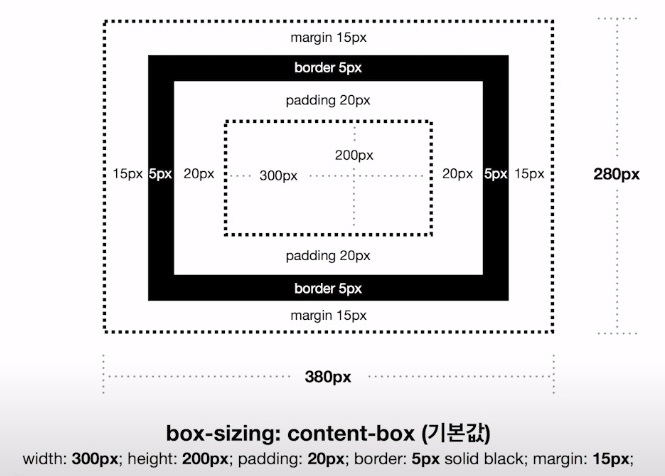 margin 15px
border 5px
padding 20px
200px
15px 5px 20px 300px 20px 5px 15px 280px
padding 20px
border 5px
margin 15px
380px
box-sizing: content-box (기본값)
width: 300px; height: 200px; padding: 20px; border: 5px solid black; margin: 15px;